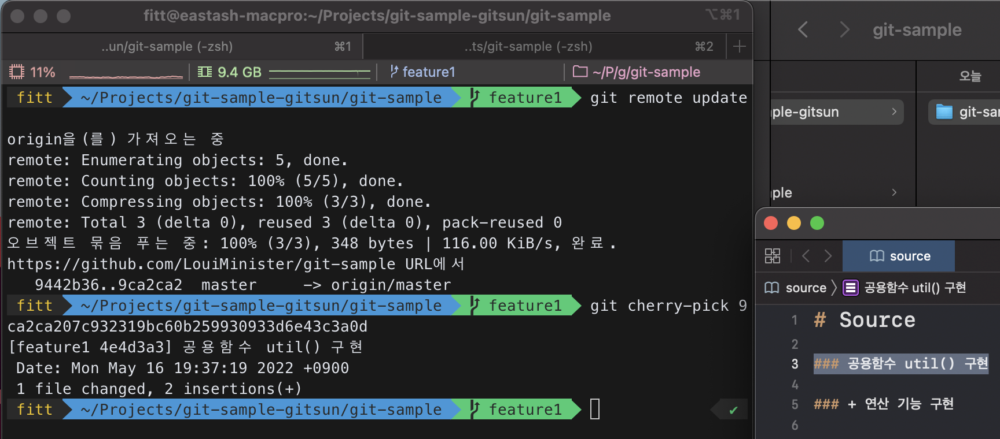 fitt@eastash-macpro:~/Projects/git-sample-gitsun/git-sample
⌥⌘1
..un/git-sample (-zsh)
⌘1
..ts/git-sample (-zsh)
⌘2
11%
9.4 GB
feature1
~/P/g/git-sample
fitt ~/Projects/git-sample-gitsun/git-sample feature1 git remote update
origin을(를) 가져오는 중
remote: Enumerating objects: 5, done.
remote: Counting objects: 100% (5/5), done.
remote: Compressing objects: 100% (3/3), done.
remote: Total 3 (delta 0), reused 3 (delta 0), pack-reused 0
오브젝트 묶음 푸는 중: 100% (3/3), 348 bytes | 116.00 KiB/s, 완료.
https://github.com/LouiMinister/git-sample URL에서
   9442b36..9ca2ca2  master     -> origin/master
fitt ~/Projects/git-sample-gitsun/git-sample feature1 git cherry-pick 9
ca2ca207c932319bc60b259930933d6e43c3a0d
[feature1 4e4d3a3] 공용함수 util() 구현
 Date: Mon May 16 19:37:19 2022 +0900
 1 file changed, 2 insertions(+)
fitt ~/Projects/git-sample-gitsun/git-sample feature1 ✔
git-sample
오늘
ple-gitsun
git-sa
ple
source
source 〉 공용함수 util() 구현
1 # Source
2
3 ### 공용함수 util() 구현
4
5 ### + 연산 기능 구현
6